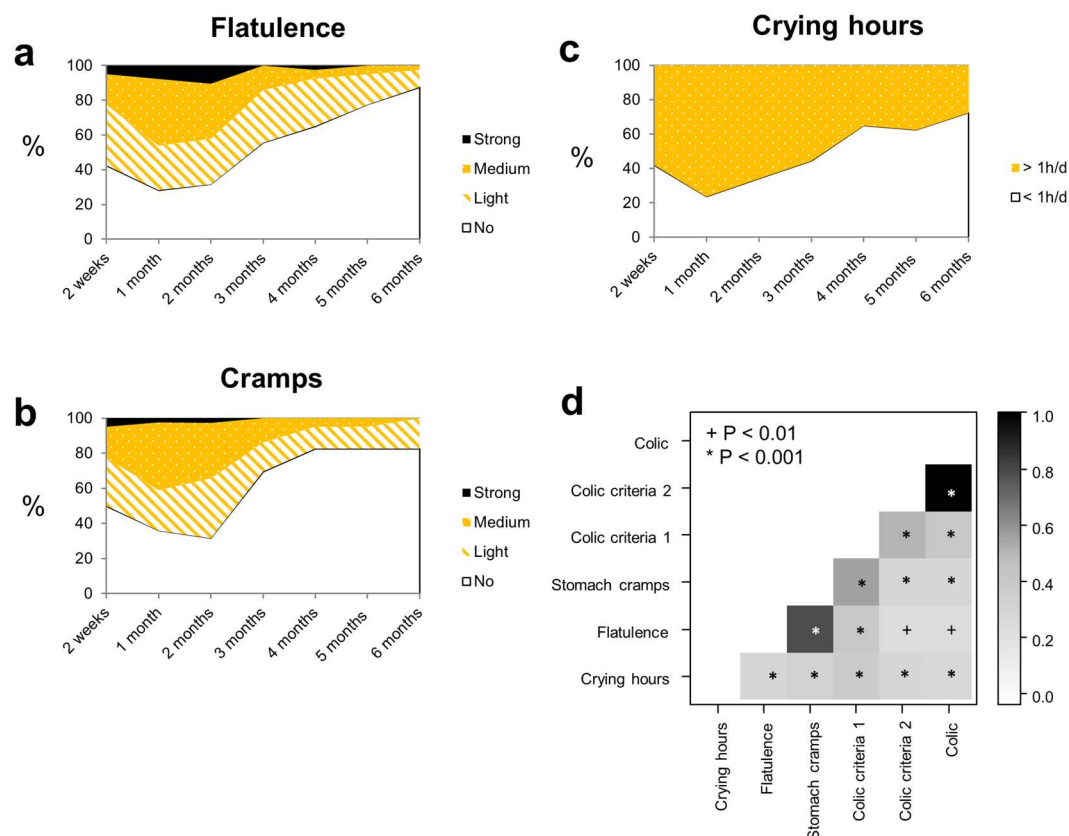 a
Flatulence
100
80
60
40
20
0
%
2 weeks
1 month
2 months
3 months
4 months
5 months
6 months
Strong
Medium
Light
No
c
Crying hours
100
80
60
40
20
0
%
2 weeks
1 month
2 months
3 months
4 months
5 months
6 months
> 1h/d
< 1h/d
b
Cramps
100
80
60
40
20
0
%
2 weeks
1 month
2 months
3 months
4 months
5 months
6 months
Strong
Medium
Light
No
d
+ P < 0.01
* P < 0.001
Colic
Colic criteria 2
*
Colic criteria 1
* *
Stomach cramps
* * *
Flatulence
* * + +
Crying hours
* * * * *
Crying hours
Flatulence
Stomach cramps
Colic criteria 1
Colic criteria 2
Colic
1.0
0.8
0.6
0.4
0.2
0.0